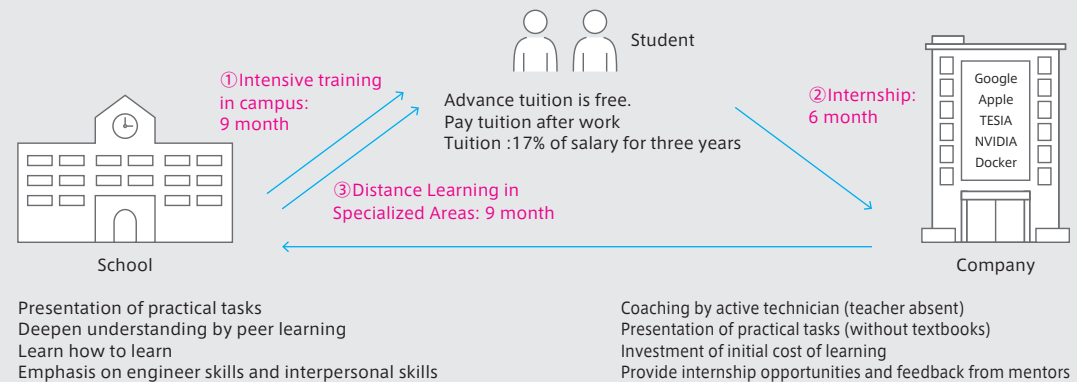 Student
①Intensive training
in campus:
9 month
Advance tuition is free.
Pay tuition after work
Tuition :17% of salary for three years
②Internship:
6 month
Google
Apple
TESIA
NVIDIA
Docker
③Distance Learning in
Specialized Areas: 9 month
School
Company
Presentation of practical tasks
Deepen understanding by peer learning
Learn how to learn
Emphasis on engineer skills and interpersonal skills
Coaching by active technician (teacher absent)
Presentation of practical tasks (without textbooks)
Investment of initial cost of learning
Provide internship opportunities and feedback from mentors